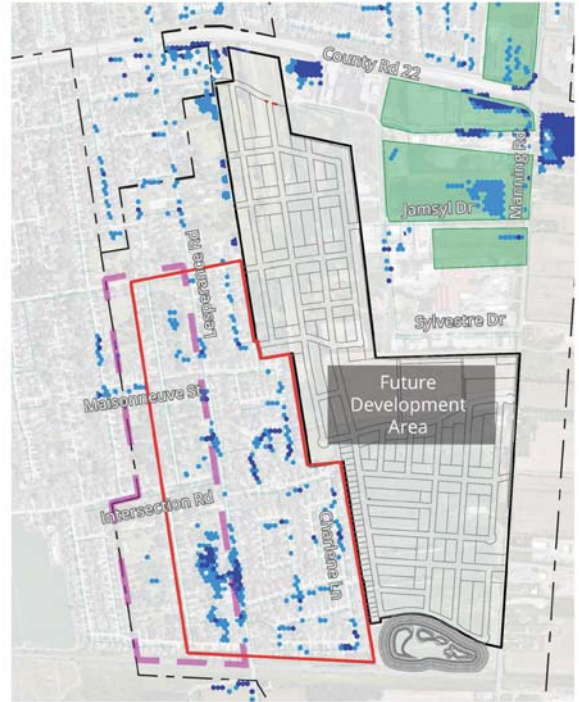 County Rd 22
Manning Rd
Jamsyl Dr
Lesperance Rd
Sylvestre Dr
Future
Development
Area
Maisonneuve St
Intersection Rd
Charlene Ln